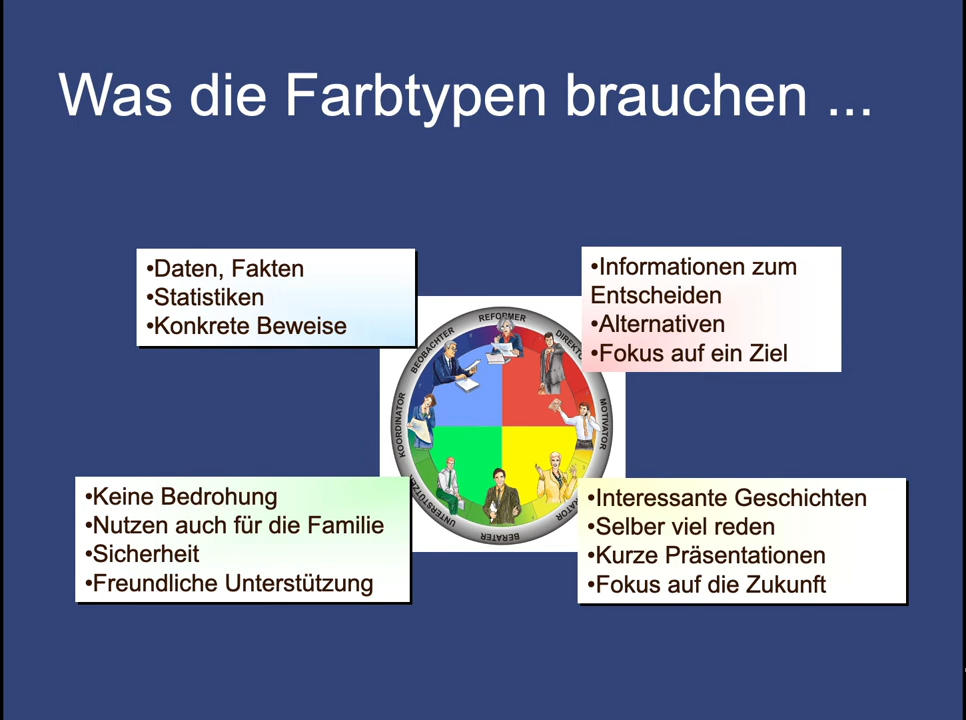 Was die Farbtypen brauchen ...
•Daten, Fakten
•Statistiken
•Konkrete Beweise
•Informationen zum
Entscheiden
•Alternativen
•Fokus auf ein Ziel
REFORMER
BEOBACHTER
MOTIVATOR
KOORDINATOR
BERATER
•Keine Bedrohung
•Nutzen auch für die Familie
•Sicherheit
•Freundliche Unterstützung
•Interessante Geschichten
•Selber viel reden
•Kurze Präsentationen
•Fokus auf die Zukunft